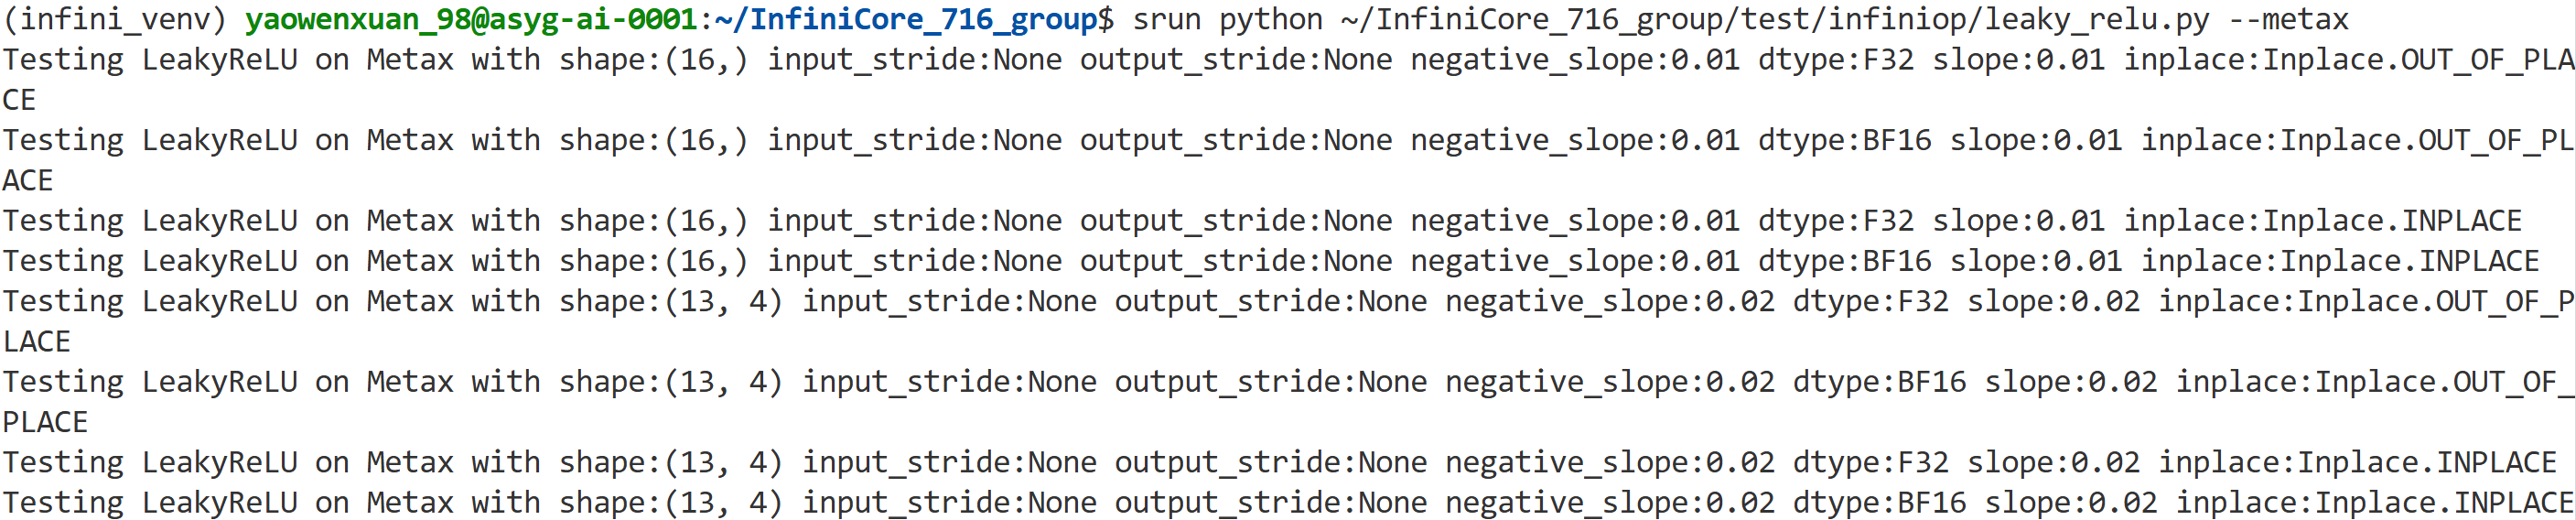 (infini_venv) yaowenxuan_98@asyg-ai-0001:~/InfiniCore_716_group$ srun python ~/InfiniCore_716_group/test/infiniop/leaky_relu.py --metax
Testing LeakyReLU on Metax with shape:(16,) input_stride:None output_stride:None negative_slope:0.01 dtype:F32 slope:0.01 inplace:Inplace.OUT_OF_PLA
CE
Testing LeakyReLU on Metax with shape:(16,) input_stride:None output_stride:None negative_slope:0.01 dtype:BF16 slope:0.01 inplace:Inplace.OUT_OF_PL
ACE
Testing LeakyReLU on Metax with shape:(16,) input_stride:None output_stride:None negative_slope:0.01 dtype:F32 slope:0.01 inplace:Inplace.INPLACE
Testing LeakyReLU on Metax with shape:(16,) input_stride:None output_stride:None negative_slope:0.01 dtype:BF16 slope:0.01 inplace:Inplace.INPLACE
Testing LeakyReLU on Metax with shape:(13, 4) input_stride:None output_stride:None negative_slope:0.02 dtype:F32 slope:0.02 inplace:Inplace.OUT_OF_P
LACE
Testing LeakyReLU on Metax with shape:(13, 4) input_stride:None output_stride:None negative_slope:0.02 dtype:BF16 slope:0.02 inplace:Inplace.OUT_OF_
PLACE
Testing LeakyReLU on Metax with shape:(13, 4) input_stride:None output_stride:None negative_slope:0.02 dtype:F32 slope:0.02 inplace:Inplace.INPLACE
Testing LeakyReLU on Metax with shape:(13, 4) input_stride:None output_stride:None negative_slope:0.02 dtype:BF16 slope:0.02 inplace:Inplace.INPLACE